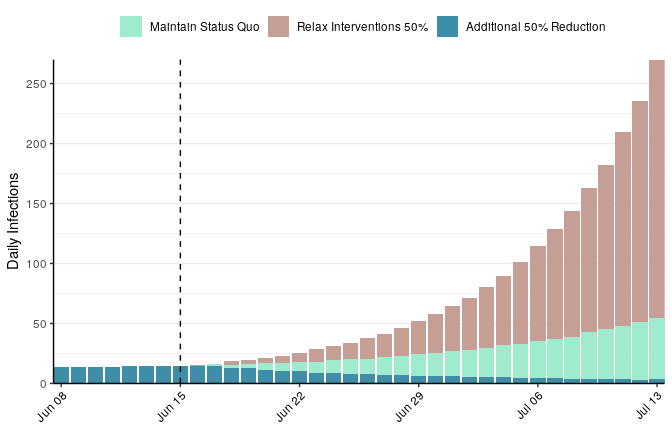 Maintain Status Quo Relax Interventions 50% Additional 50% Reduction
Daily Infections
250
200
150
100
50
0
Jun 08 Jun 15 Jun 22 Jun 29 Jul 06 Jul 13